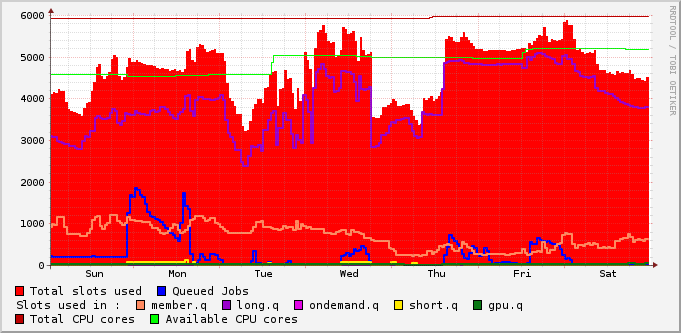 6000
5000
4000
3000
2000
1000
0
Sun Mon Tue Wed Thu Fri Sat
Total slots used Queued Jobs
Slots used in : member.q long.q ondemand.q short.q gpu.q
Total CPU cores Available CPU cores
RRDTOOL / TOBI OETIKER